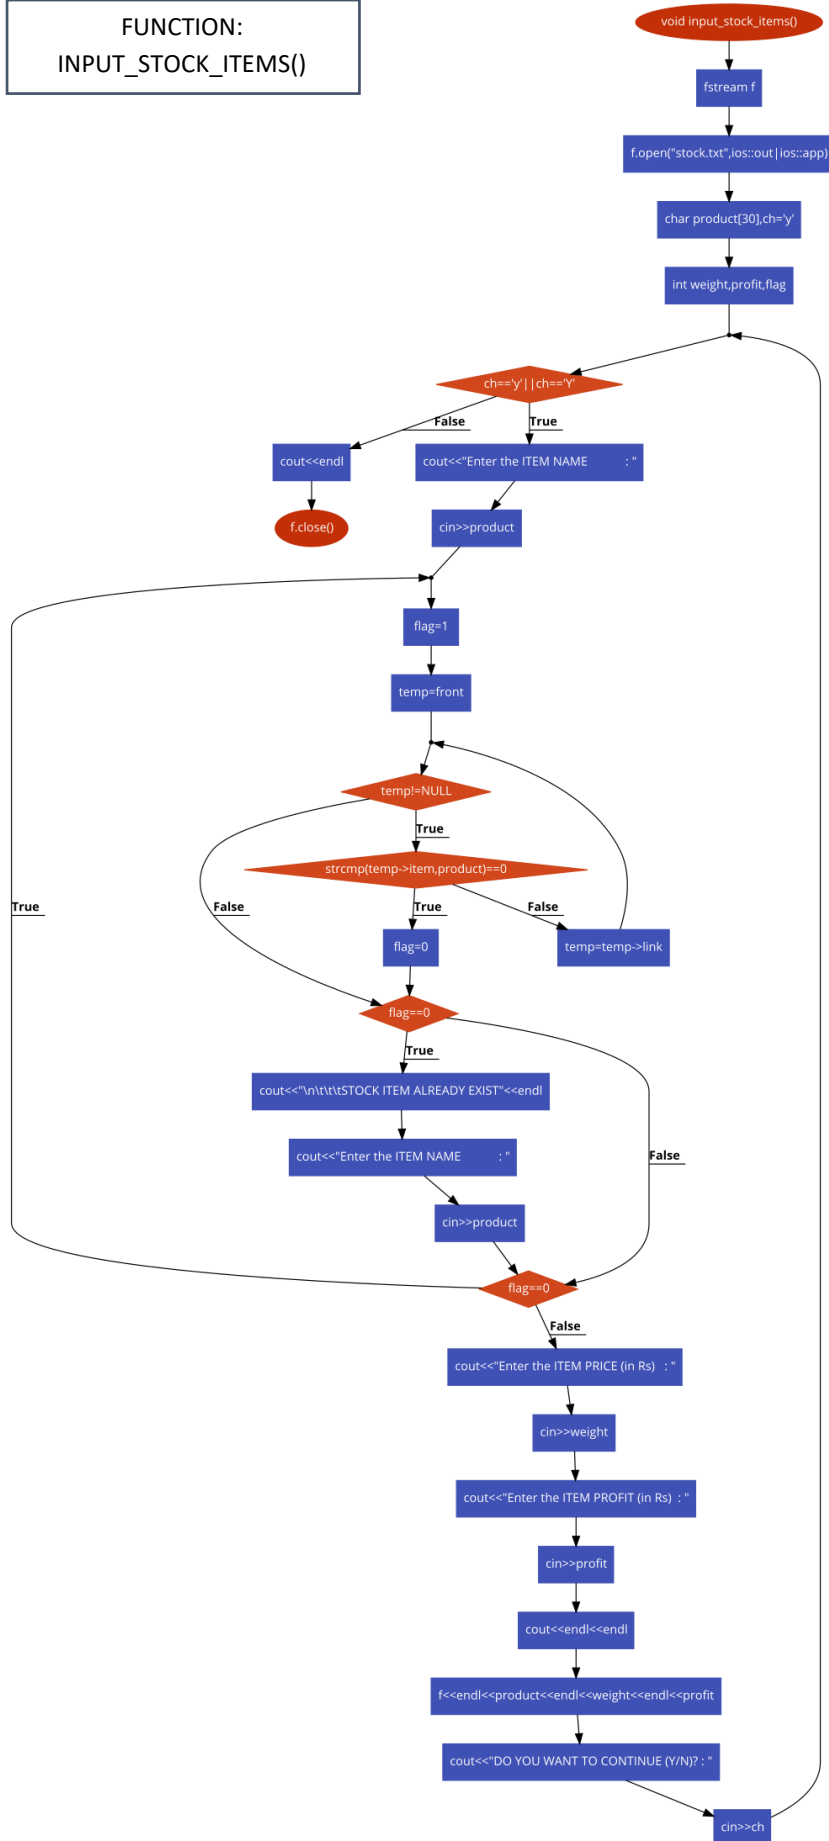 FUNCTION:
INPUT_STOCK_ITEMS()
void input_stock_items()
fstream f
f.open("stock.txt",ios::out|ios::app)
char product[30],ch='y'
int weight,profit,flag
ch=='y'||ch=='Y'
False
True
cout<<endl
cout<<"Enter the ITEM NAME          : "
f.close()
cin>>product
flag=1
temp=front
temp!=NULL
True
strcmp(temp->item,product)==0
True
False
True
False
flag=0
temp=temp->link
flag==0
True
cout<<"\n\t\t\tSTOCK ITEM ALREADY EXIST"<<endl
cout<<"Enter the ITEM NAME          : "
False
cin>>product
flag==0
False
cout<<"Enter the ITEM PRICE (in Rs)   : "
cin>>weight
cout<<"Enter the ITEM PROFIT (in Rs)  : "
cin>>profit
cout<<endl<<endl
f<<endl<<product<<endl<<weight<<endl<<profit
cout<<"DO YOU WANT TO CONTINUE (Y/N)? : "
cin>>ch